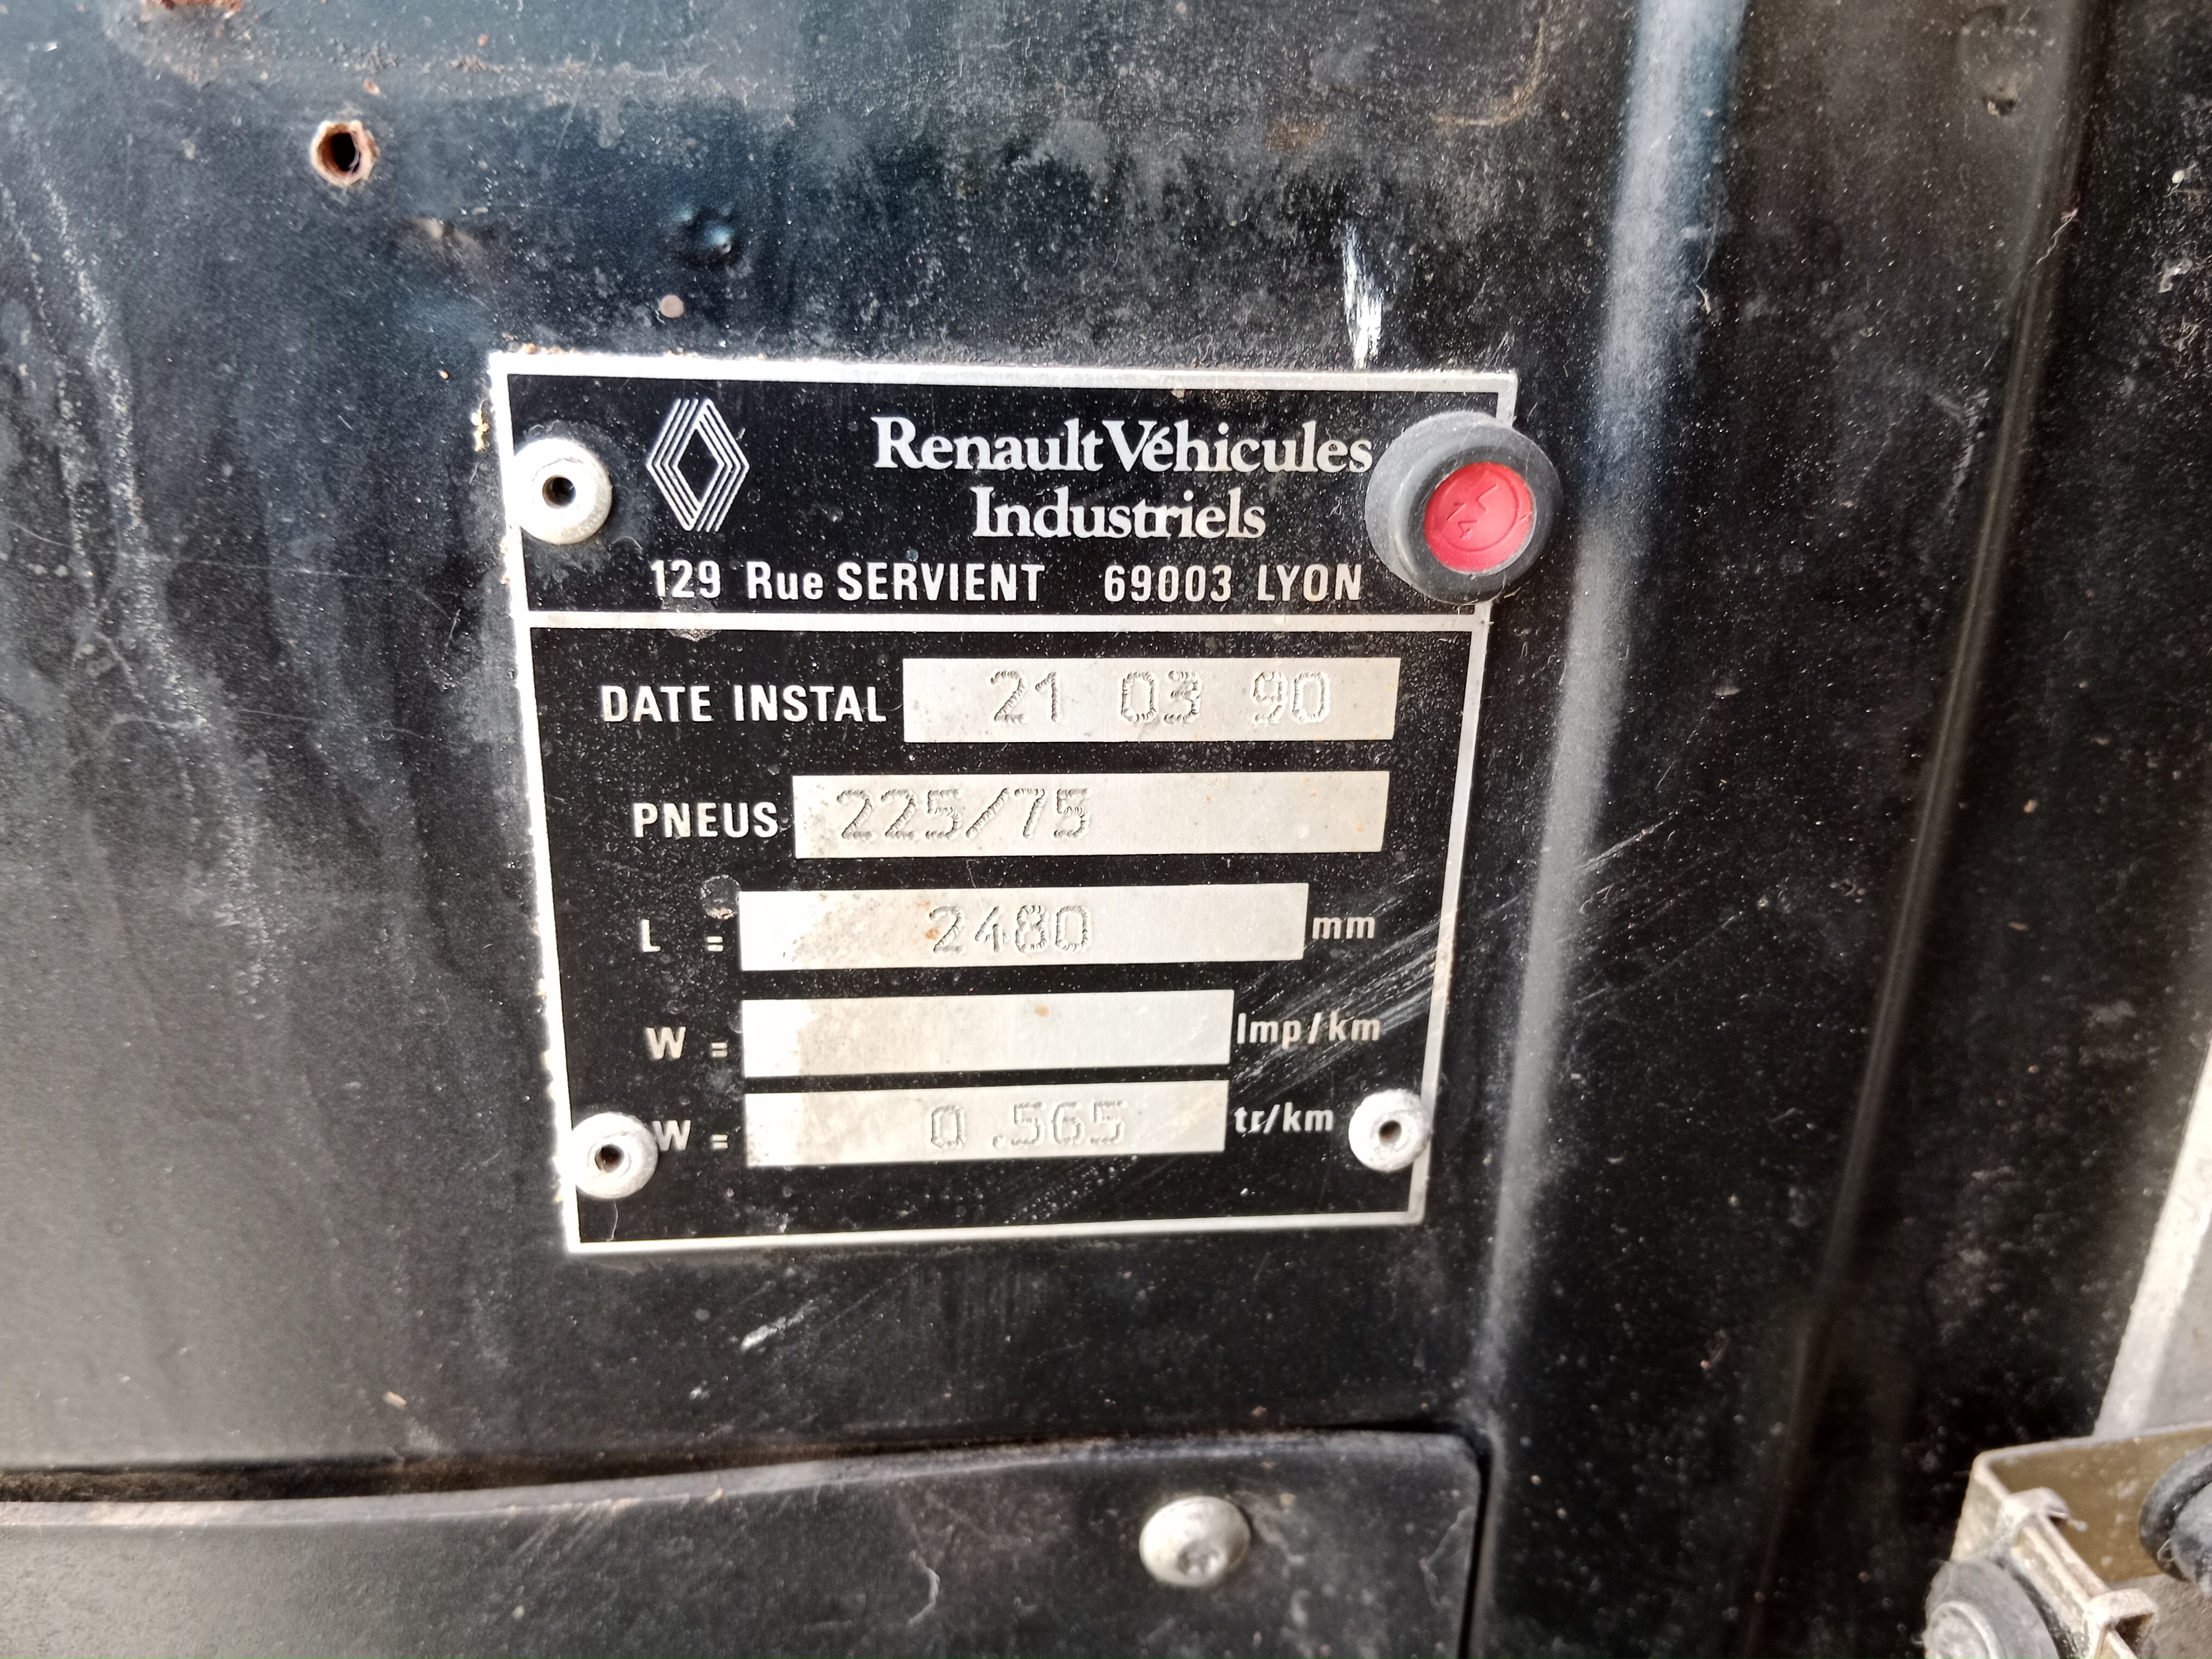 Renault Véhicules
Industriels
129 Rue SERVIENT 69003 LYON
DATE INSTAL 21 03 90
PNEUS 225/75
L = 2480 mm
W = Imp/km
W = 0.565 tr/km